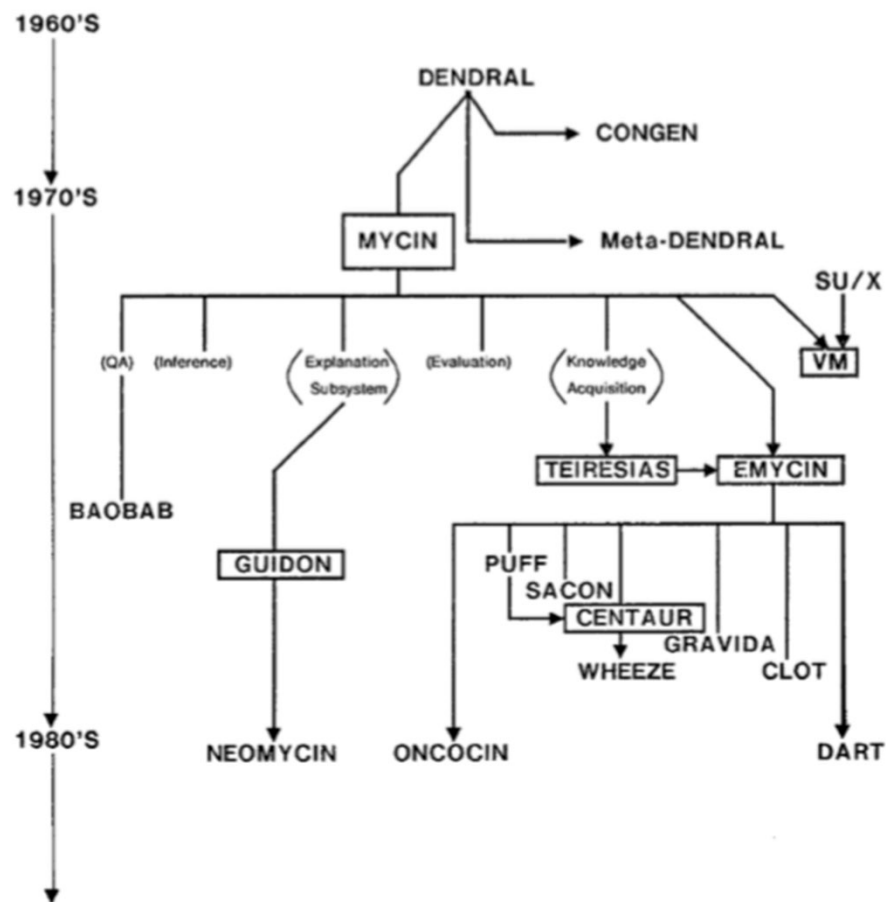 1960'S
DENDRAL
CONGEN
1970'S
MYCIN
Meta-DENDRAL
SU/X
(QA)
(Inference)
(Explanation
Subsystem)
(Evaluation)
(Knowledge
Acquisition)
VM
TEIRESIAS
EMYCIN
BAOBAB
GUIDON
PUFF
SACON
CENTAUR
GRAVIDA
WHEEZE
CLOT
1980'S
NEOMYCIN
ONCOCIN
DART